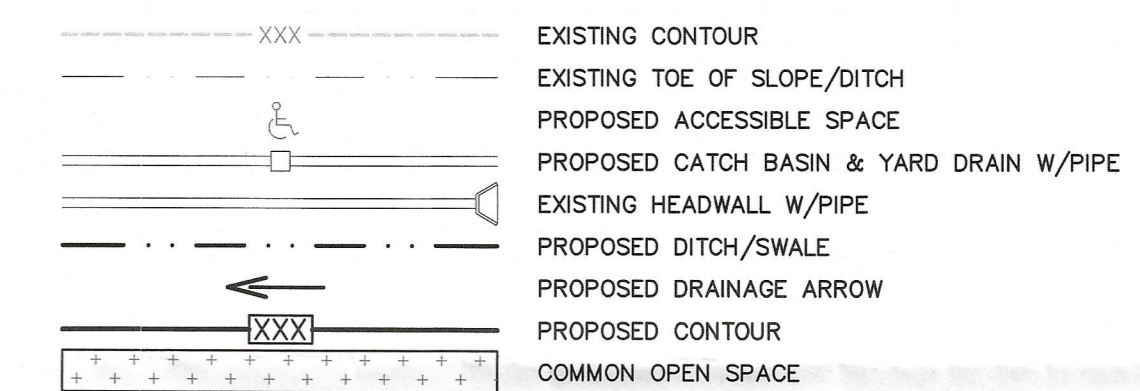 XXX EXISTING CONTOUR
EXISTING TOE OF SLOPE/DITCH
PROPOSED ACCESSIBLE SPACE
PROPOSED CATCH BASIN & YARD DRAIN W/PIPE
EXISTING HEADWALL W/PIPE
PROPOSED DITCH/SWALE
PROPOSED DRAINAGE ARROW
XXX PROPOSED CONTOUR
COMMON OPEN SPACE